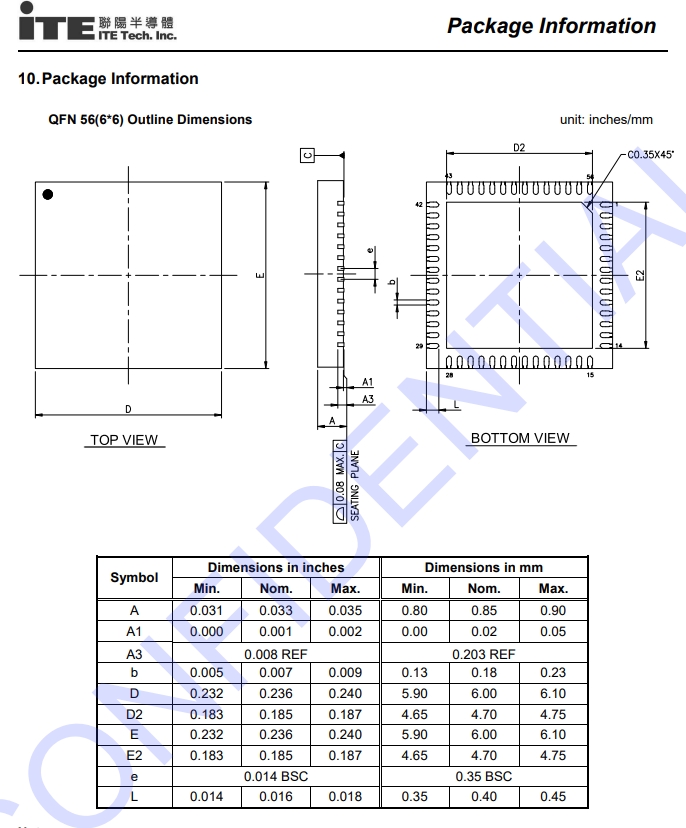 iTE 聯陽半導體
ITE Tech. Inc.
Package Information
10.Package Information
QFN 56(6*6) Outline Dimensions unit: inches/mm
C
D2
C0.35X45°
43 56
42 1
e
E
b
E2
29 14
28 15
A1
A3
D
A
L
TOP VIEW
BOTTOM VIEW
0.08 MAX. C
SEATING PLANE
Symbol Dimensions in inches Dimensions in mm
Min. Nom. Max. Min. Nom. Max.
A 0.031 0.033 0.035 0.80 0.85 0.90
A1 0.000 0.001 0.002 0.00 0.02 0.05
A3 0.008 REF 0.203 REF
b 0.005 0.007 0.009 0.13 0.18 0.23
D 0.232 0.236 0.240 5.90 6.00 6.10
D2 0.183 0.185 0.187 4.65 4.70 4.75
E 0.232 0.236 0.240 5.90 6.00 6.10
E2 0.183 0.185 0.187 4.65 4.70 4.75
e 0.014 BSC 0.35 BSC
L 0.014 0.016 0.018 0.35 0.40 0.45
CONFIDENTIAL